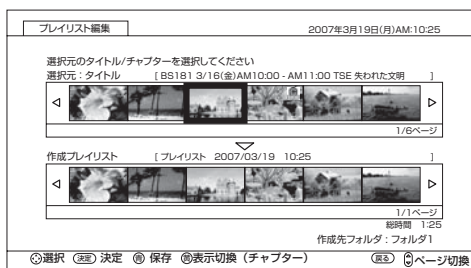 プレイリスト編集 2007年3月19日(月)AM:10:25
選択元のタイトル/チャプターを選択してください
選択元：タイトル [ BS181 3/16(金)AM10:00 - AM11:00 TSE 失われた文明 ]
1/6ページ
作成プレイリスト [ プレイリスト 2007/03/19 10:25 ]
1/1ページ
総時間 1:25
作成先フォルダ：フォルダ1
選択 決定 決定 青 保存 黄 表示切換（チャプター） 戻る ページ切換